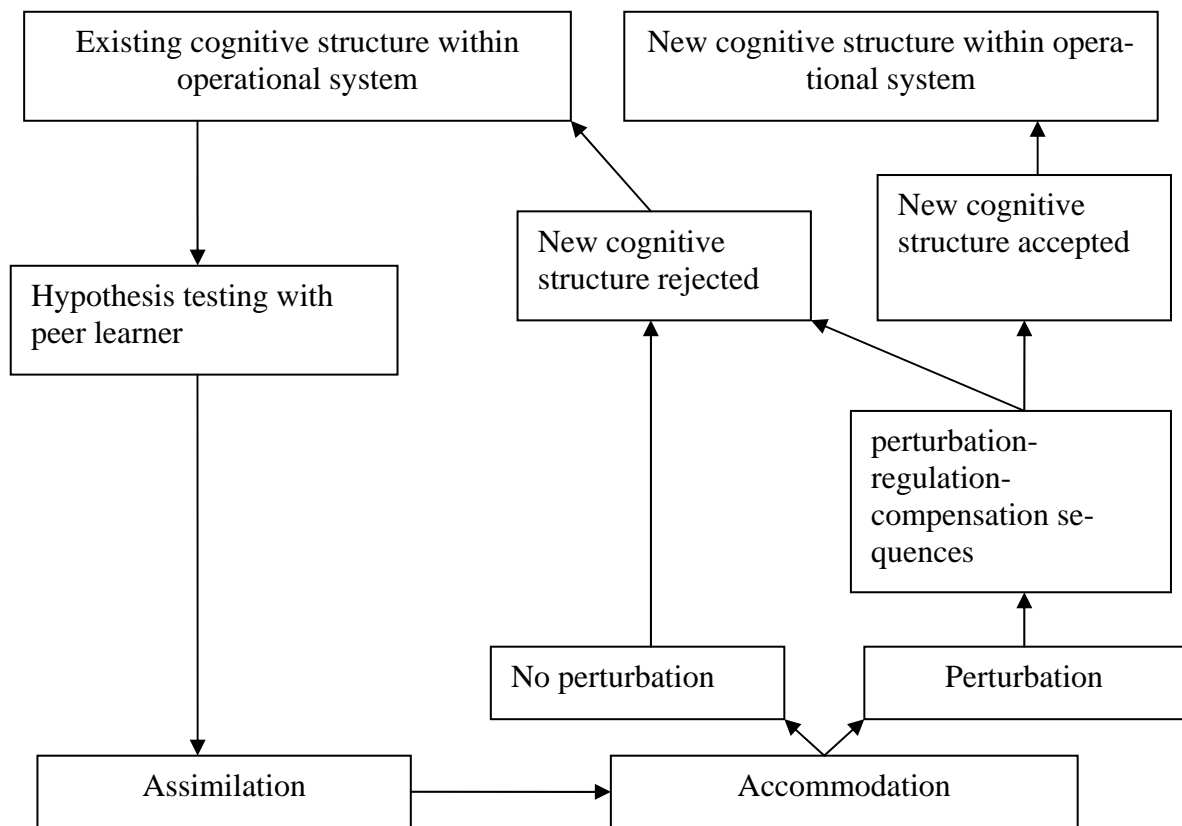 Existing cognitive structure within
operational system
New cognitive structure within opera-
tional system
New cognitive
structure accepted
New cognitive
structure rejected
Hypothesis testing with
peer learner
perturbation-
regulation-
compensation se-
quences
No perturbation
Perturbation
Assimilation
Accommodation